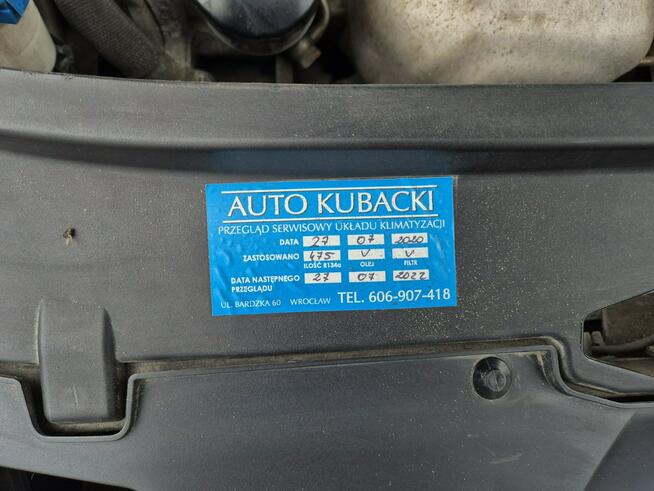 AUTO KUBACKI
PRZEGLĄD SERWISOWY UKŁADU KLIMATYZACJI
DATA 27 07 2020
ZASTOSOWANO 475 V V
ILOŚĆ R134a OLEJ FILTR
DATA NASTĘPNEGO PRZEGLĄDU 27 07 2022
UL. BARDZKA 60 WROCŁAW TEL. 606-907-418